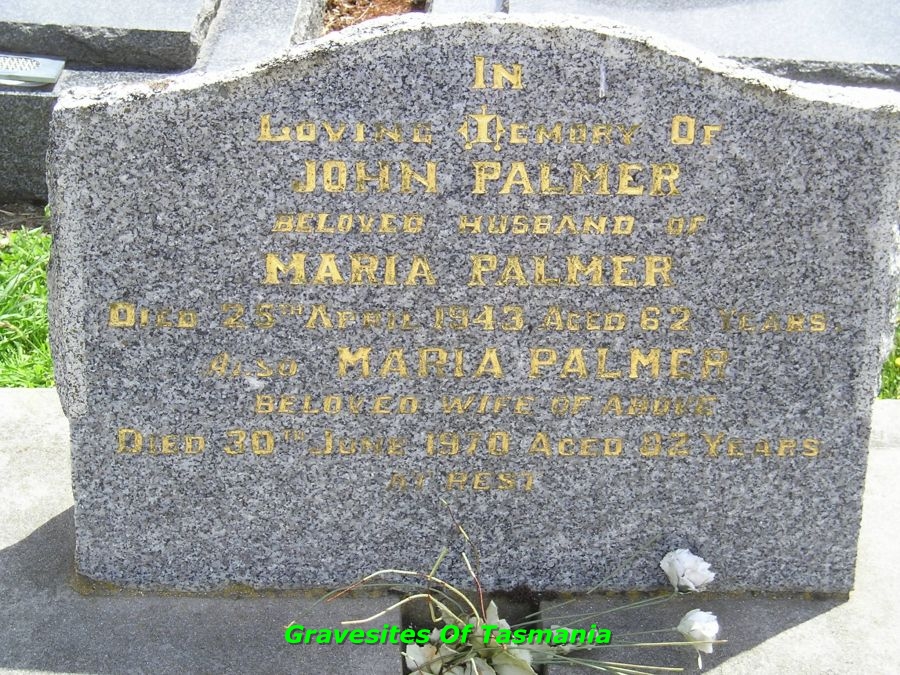 IN
LOVING MEMORY OF
JOHN PALMER
BELOVED HUSBAND OF
MARIA PALMER
DIED 25TH APRIL 1943, AGED 62 YEARS.
ALSO MARIA PALMER
BELOVED WIFE OF ABOVE
DIED 30TH JUNE 1970 AGED 82 YEARS
AT REST
Gravesites Of Tasmania